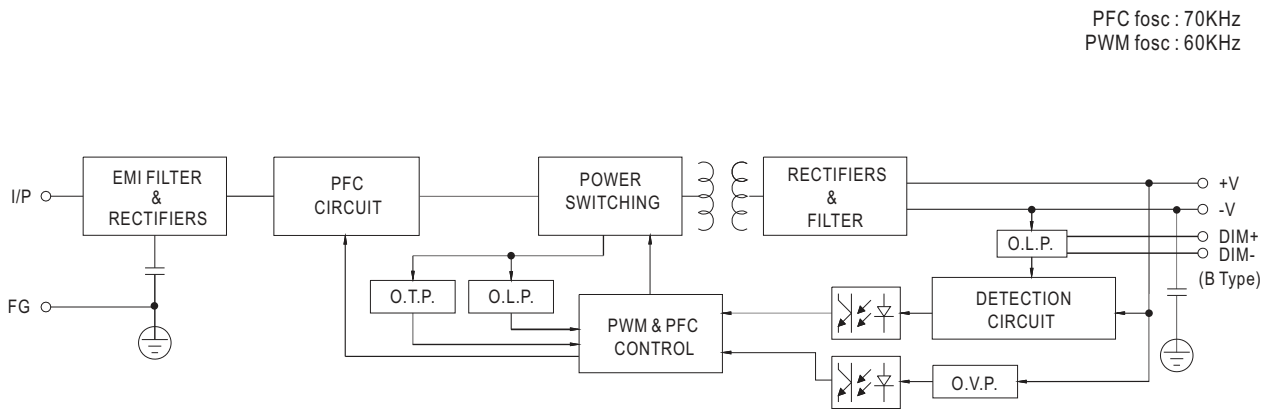 PFC fosc : 70KHz
PWM fosc : 60KHz
I/P
EMI FILTER
&
RECTIFIERS
PFC
CIRCUIT
POWER
SWITCHING
RECTIFIERS
&
FILTER
+V
-V
DIM+
DIM-
(B Type)
O.L.P.
FG
O.T.P.
O.L.P.
PWM & PFC
CONTROL
DETECTION
CIRCUIT
O.V.P.